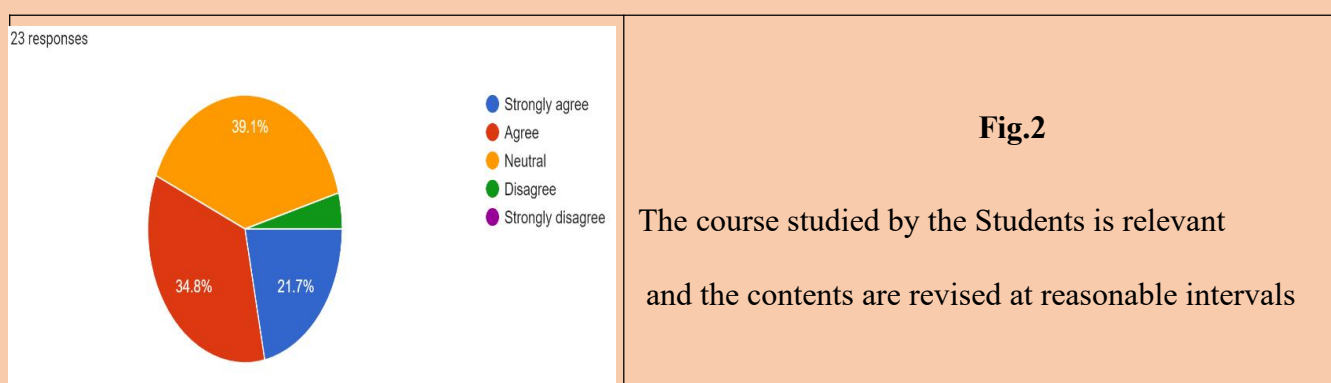 23 responses
39.1%
34.8%
21.7%
Strongly agree
Agree
Neutral
Disagree
Strongly disagree
Fig.2
The course studied by the Students is relevant
and the contents are revised at reasonable intervals